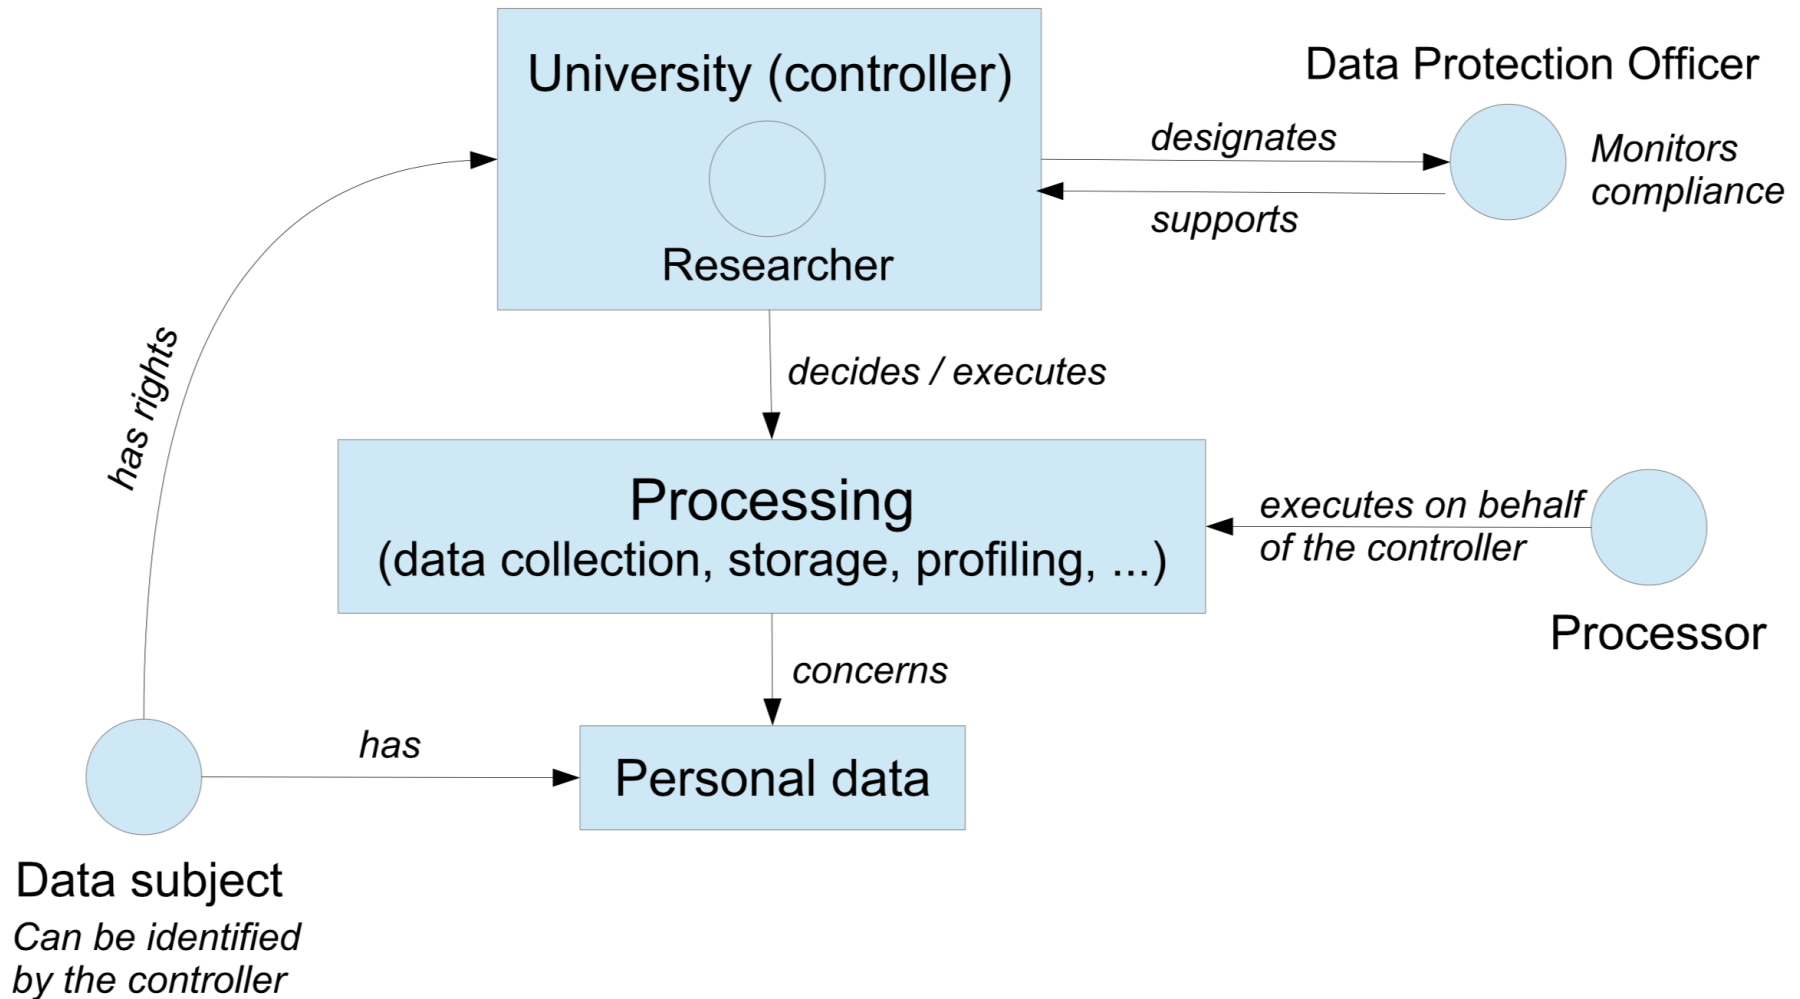 University (controller)
Researcher
Data Protection Officer
designates
supports
Monitors
compliance
has rights
decides / executes
Processing
(data collection, storage, profiling, ...)
executes on behalf
of the controller
Processor
concerns
has
Personal data
Data subject
Can be identified
by the controller